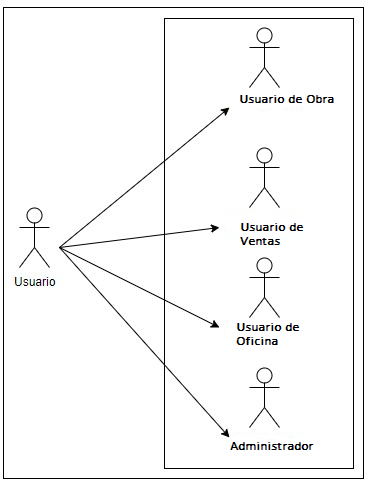 Usuario de Obra
Usuario de
Ventas
Usuario
Usuario de
Oficina
Administrador